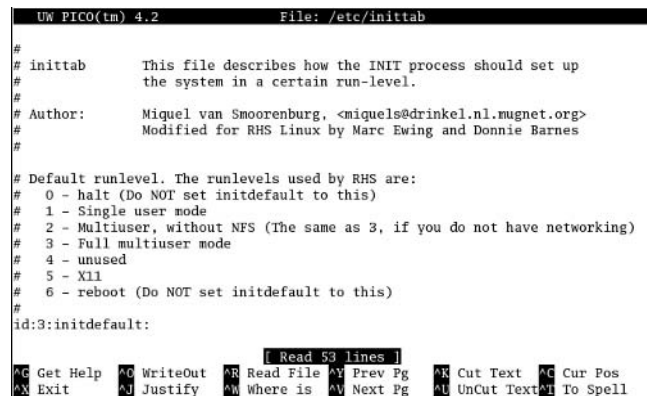 UW PICO(tm) 4.2 File: /etc/inittab
#
# inittab This file describes how the INIT process should set up
# the system in a certain run-level.
#
# Author: Miquel van Smoorenburg, <miquels@drinkel.nl.mugnet.org>
# Modified for RHS Linux by Marc Ewing and Donnie Barnes
#
# Default runlevel. The runlevels used by RHS are:
# 0 - halt (Do NOT set initdefault to this)
# 1 - Single user mode
# 2 - Multiuser, without NFS (The same as 3, if you do not have networking)
# 3 - Full multiuser mode
# 4 - unused
# 5 - X11
# 6 - reboot (Do NOT set initdefault to this)
#
id:3:initdefault:
[ Read 53 lines ]
^G Get Help ^O WriteOut ^R Read File ^Y Prev Pg ^K Cut Text ^C Cur Pos
^X Exit ^J Justify ^W Where is ^V Next Pg ^U UnCut Text ^T To Spell